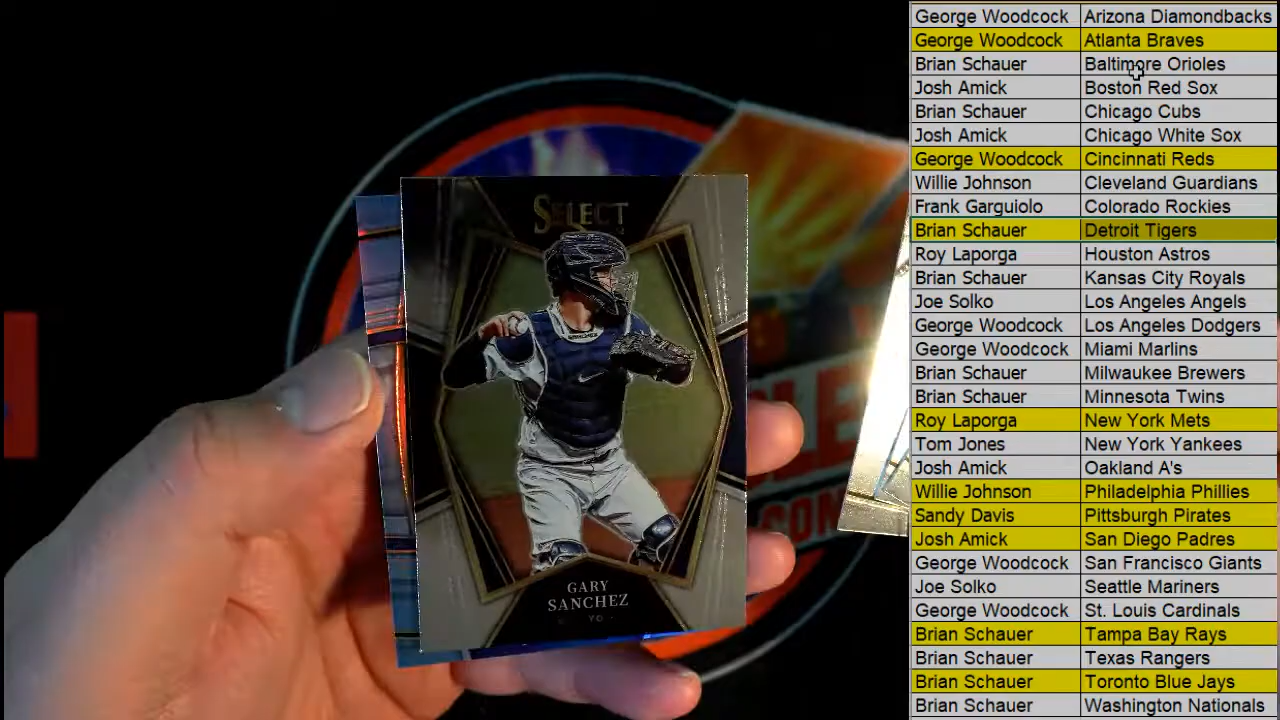 SELECT
GARY
SANCHEZ
George Woodcock Arizona Diamondbacks
George Woodcock Atlanta Braves
Brian Schauer Baltimore Orioles
Josh Amick Boston Red Sox
Brian Schauer Chicago Cubs
Josh Amick Chicago White Sox
George Woodcock Cincinnati Reds
Willie Johnson Cleveland Guardians
Frank Garguiolo Colorado Rockies
Brian Schauer Detroit Tigers
Roy Laporga Houston Astros
Brian Schauer Kansas City Royals
Joe Solko Los Angeles Angels
George Woodcock Los Angeles Dodgers
George Woodcock Miami Marlins
Brian Schauer Milwaukee Brewers
Brian Schauer Minnesota Twins
Roy Laporga New York Mets
Tom Jones New York Yankees
Josh Amick Oakland A's
Willie Johnson Philadelphia Phillies
Sandy Davis Pittsburgh Pirates
Josh Amick San Diego Padres
George Woodcock San Francisco Giants
Joe Solko Seattle Mariners
George Woodcock St. Louis Cardinals
Brian Schauer Tampa Bay Rays
Brian Schauer Texas Rangers
Brian Schauer Toronto Blue Jays
Brian Schauer Washington Nationals